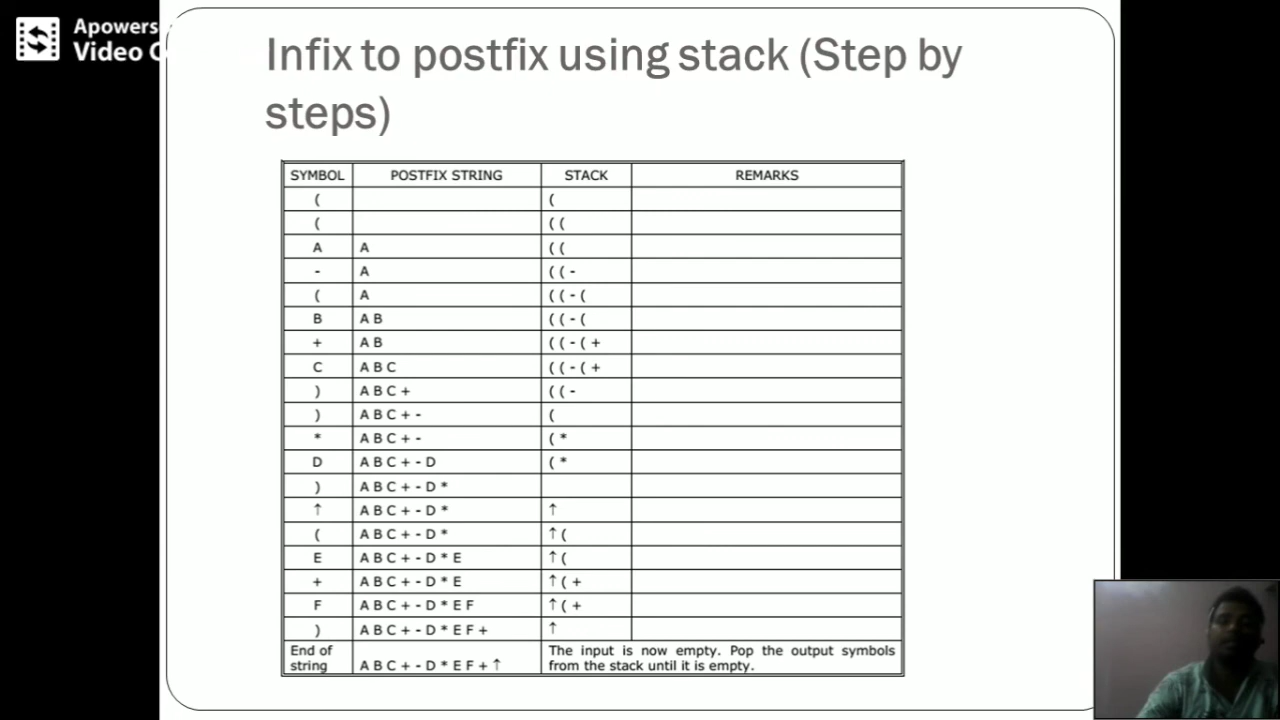 Apowers
Video C
Infix to postfix using stack (Step by
steps)
SYMBOL POSTFIX STRING STACK REMARKS
( (
( ( (
A A ( (
- A ( ( -
( A ( ( - (
B A B ( ( - (
+ A B ( ( - ( +
C A B C ( ( - ( +
) A B C + ( ( -
) A B C + - (
* A B C + - ( *
D A B C + - D ( *
) A B C + - D *
↑ A B C + - D * ↑
( A B C + - D * ↑ (
E A B C + - D * E ↑ (
+ A B C + - D * E ↑ ( +
F A B C + - D * E F ↑ ( +
) A B C + - D * E F + ↑
End of
string A B C + - D * E F + ↑
The input is now empty. Pop the output symbols
from the stack until it is empty.